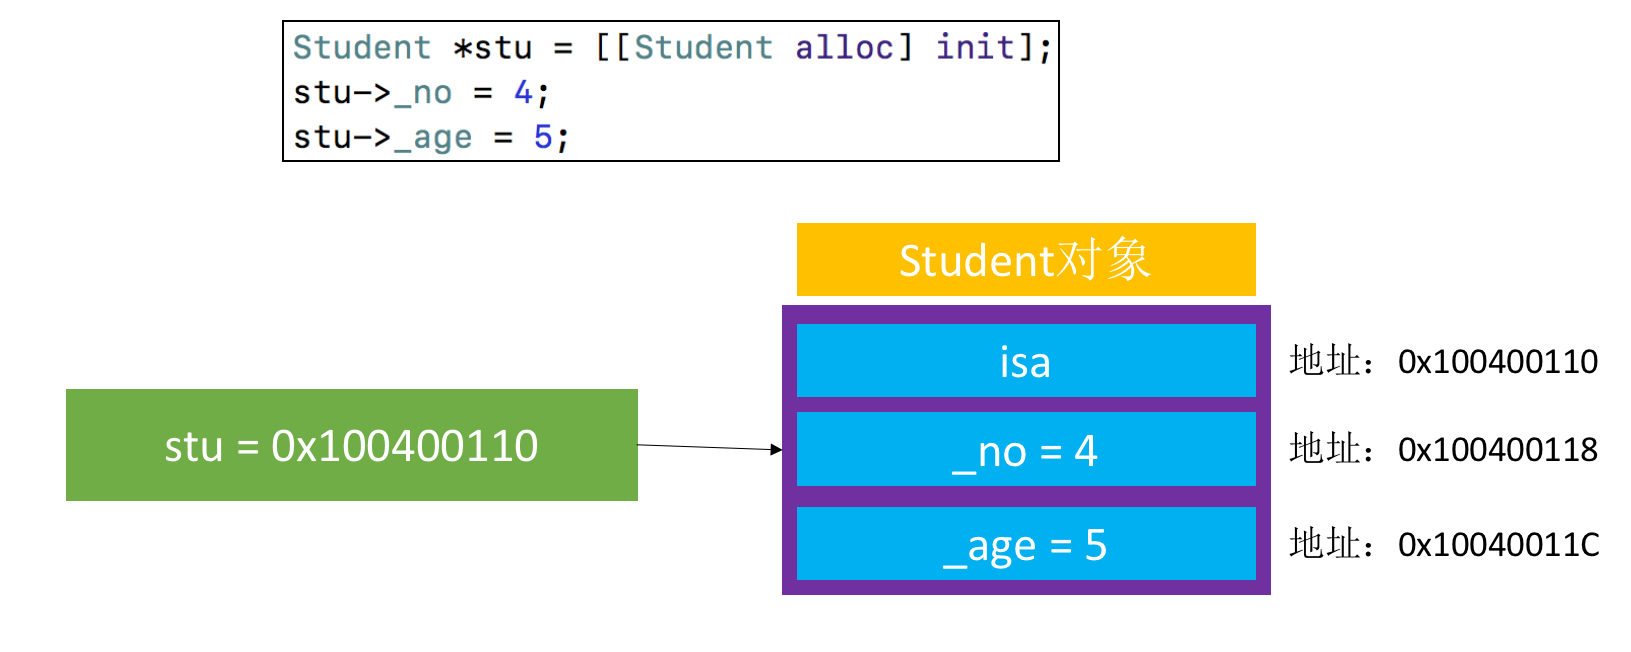 Student *stu = [[Student alloc] init];
stu->_no = 4;
stu->_age = 5;
Student对象
isa
地址：0x100400110
stu = 0x100400110
_no = 4
地址：0x100400118
_age = 5
地址：0x10040011C